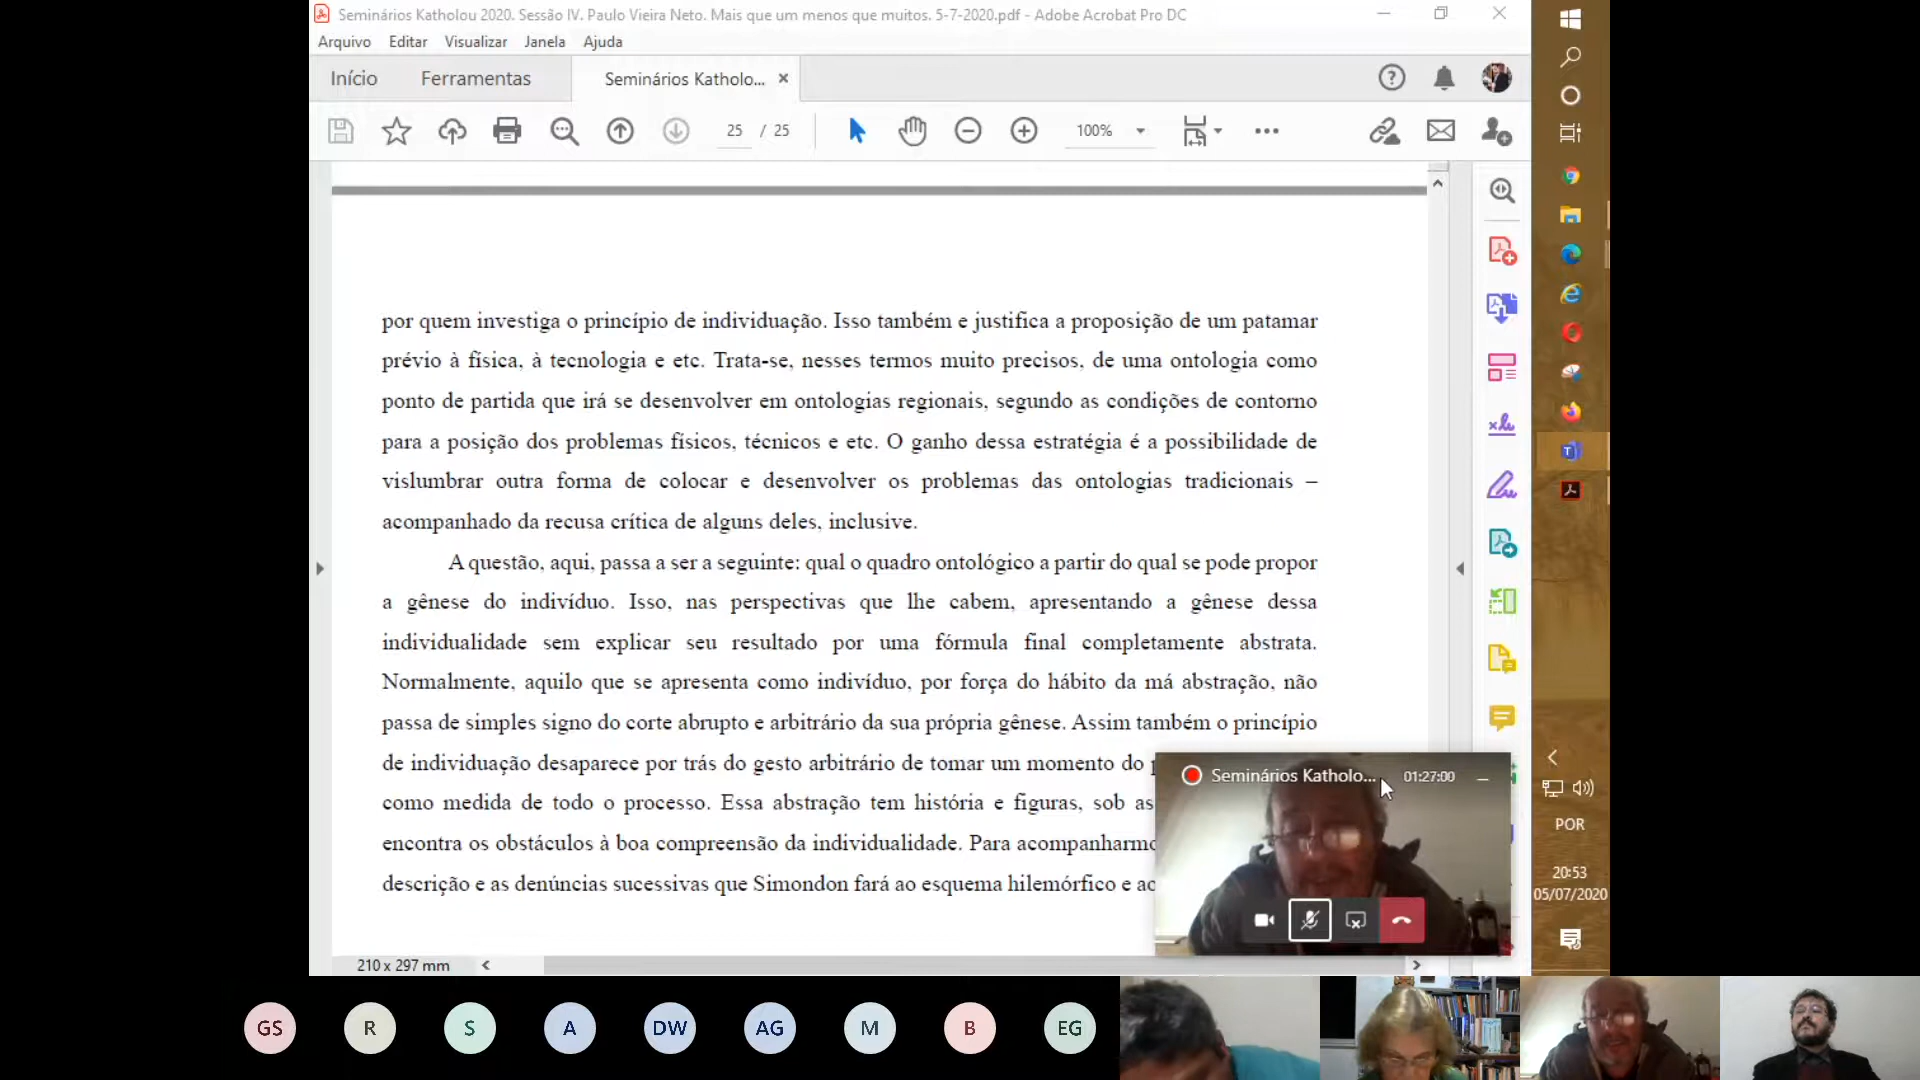 Seminários Katholou 2020. Sessão IV. Paulo Vieira Neto. Mais que um menos que muitos. 5-7-2020.pdf - Adobe Acrobat Pro DC
Arquivo Editar Visualizar Janela Ajuda
Início Ferramentas Seminários Katholo...
25 / 25 100%
por quem investiga o princípio de individuação. Isso também e justifica a proposição de um patamar
prévio à física, à tecnologia e etc. Trata-se, nesses termos muito precisos, de uma ontologia como
ponto de partida que irá se desenvolver em ontologias regionais, segundo as condições de contorno
para a posição dos problemas físicos, técnicos e etc. O ganho dessa estratégia é a possibilidade de
vislumbrar outra forma de colocar e desenvolver os problemas das ontologias tradicionais –
acompanhado da recusa crítica de alguns deles, inclusive.
A questão, aqui, passa a ser a seguinte: qual o quadro ontológico a partir do qual se pode propor
a gênese do indivíduo. Isso, nas perspectivas que lhe cabem, apresentando a gênese dessa
individualidade sem explicar seu resultado por uma fórmula final completamente abstrata.
Normalmente, aquilo que se apresenta como indivíduo, por força do hábito da má abstração, não
passa de simples signo do corte abrupto e arbitrário da sua própria gênese. Assim também o princípio
de individuação desaparece por trás do gesto arbitrário de tomar um momento do
como medida de todo o processo. Essa abstração tem história e figuras, sob as
encontra os obstáculos à boa compreensão da individualidade. Para acompanharmo
descrição e as denúncias sucessivas que Simondon fará ao esquema hilemórfico e ao
Seminários Katholo... 01:27:00
210 x 297 mm
POR
20:53
05/07/2020
GS R S A DW AG M B EG